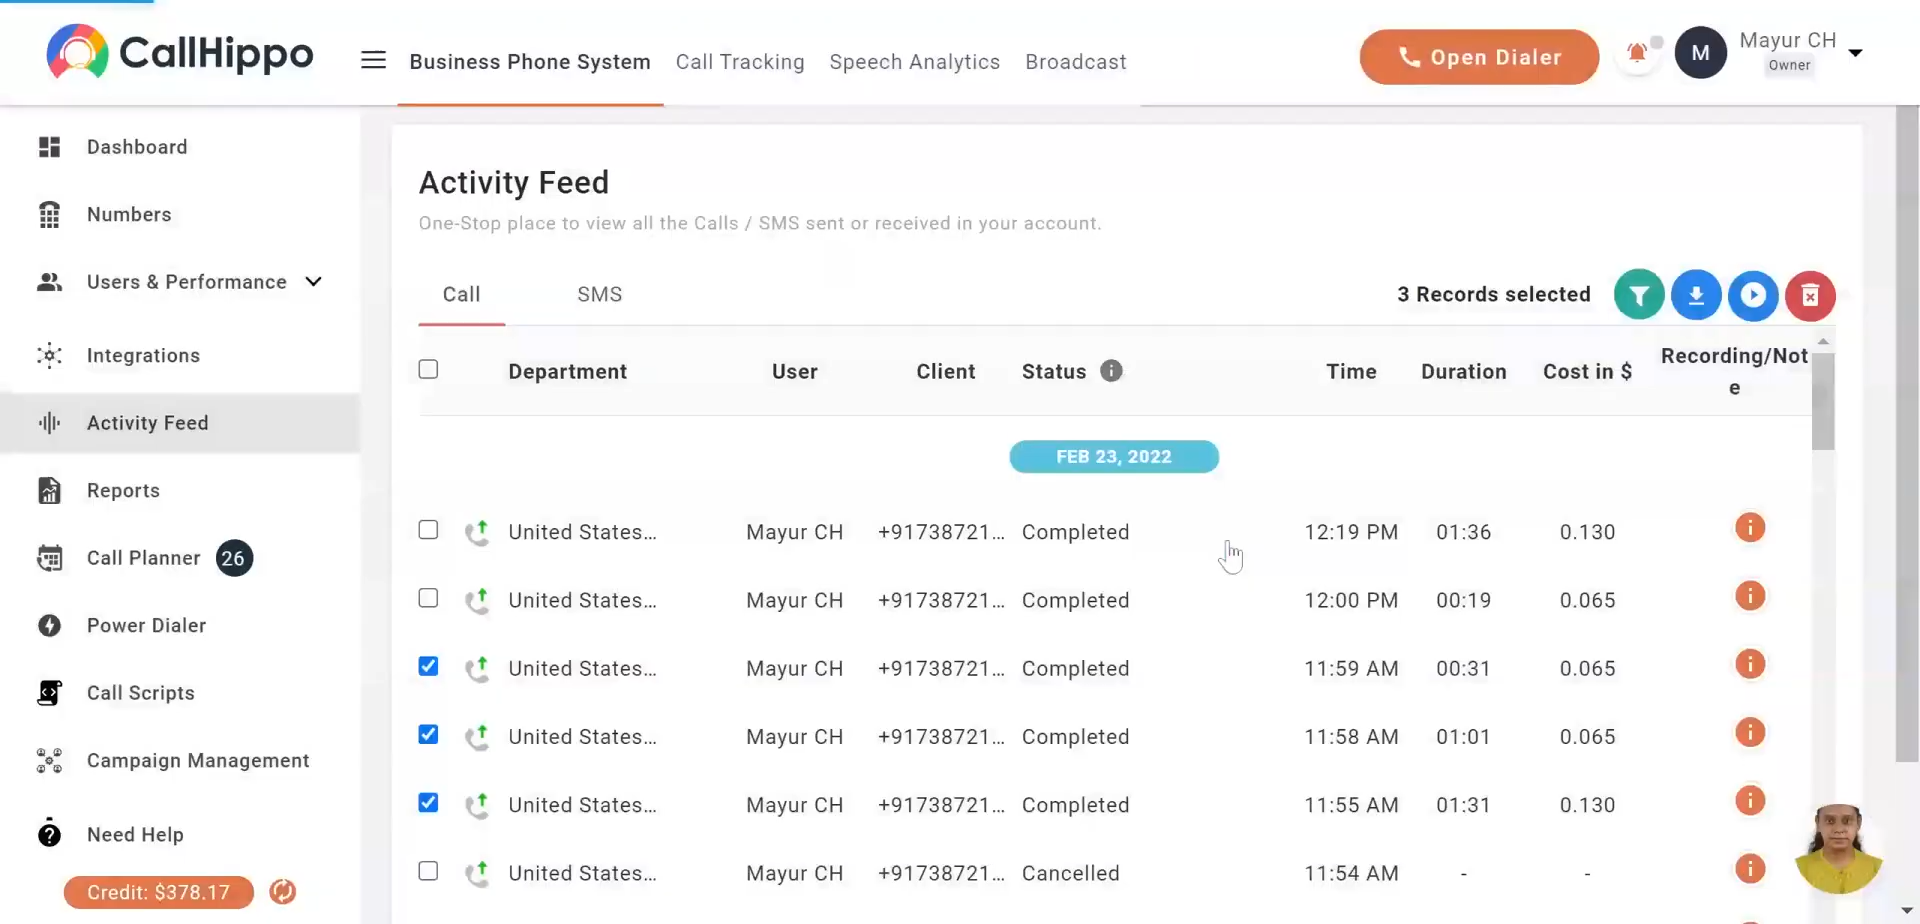 CallHippo
Business Phone System Call Tracking Speech Analytics Broadcast
Open Dialer
M
Mayur CH
Owner
Dashboard
Numbers
Users & Performance
Integrations
Activity Feed
Reports
Call Planner 26
Power Dialer
Call Scripts
Campaign Management
Need Help
Credit: $378.17
Activity Feed
One-Stop place to view all the Calls / SMS sent or received in your account.
Call SMS 3 Records selected
Department User Client Status Time Duration Cost in $ Recording/Not
e
FEB 23, 2022
United States... Mayur CH +91738721... Completed 12:19 PM 01:36 0.130
United States... Mayur CH +91738721... Completed 12:00 PM 00:19 0.065
United States... Mayur CH +91738721... Completed 11:59 AM 00:31 0.065
United States... Mayur CH +91738721... Completed 11:58 AM 01:01 0.065
United States... Mayur CH +91738721... Completed 11:55 AM 01:31 0.130
United States... Mayur CH +91738721... Cancelled 11:54 AM - -